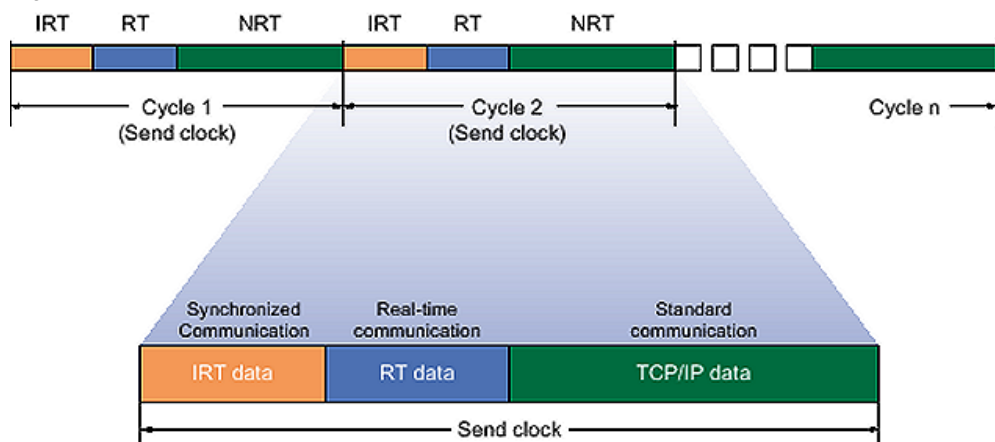 IRT RT NRT IRT RT NRT
Cycle 1 Cycle 2 Cycle n
(Send clock) (Send clock)
Synchronized Real-time Standard
Communication communication communication
IRT data RT data TCP/IP data
Send clock